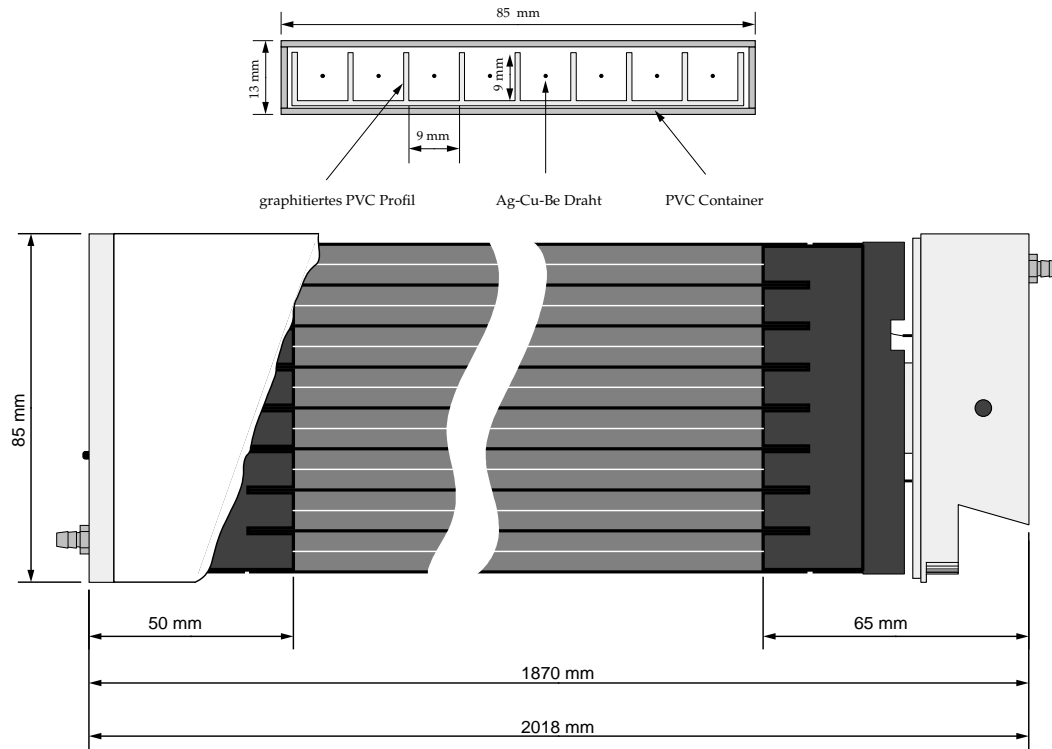 85 mm
13 mm
9 mm
9 mm
graphitiertes PVC Profil
Ag-Cu-Be Draht
PVC Container
85 mm
50 mm
65 mm
1870 mm
2018 mm